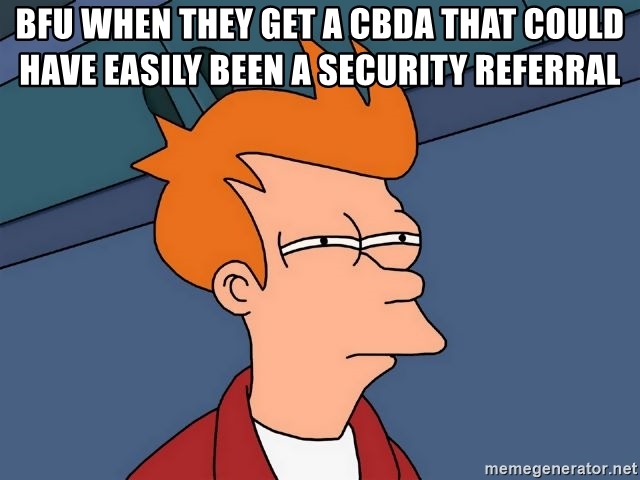 BFU WHEN THEY GET A CBDA THAT COULD
HAVE EASILY BEEN A SECURITY REFERRAL
memegenerator.net